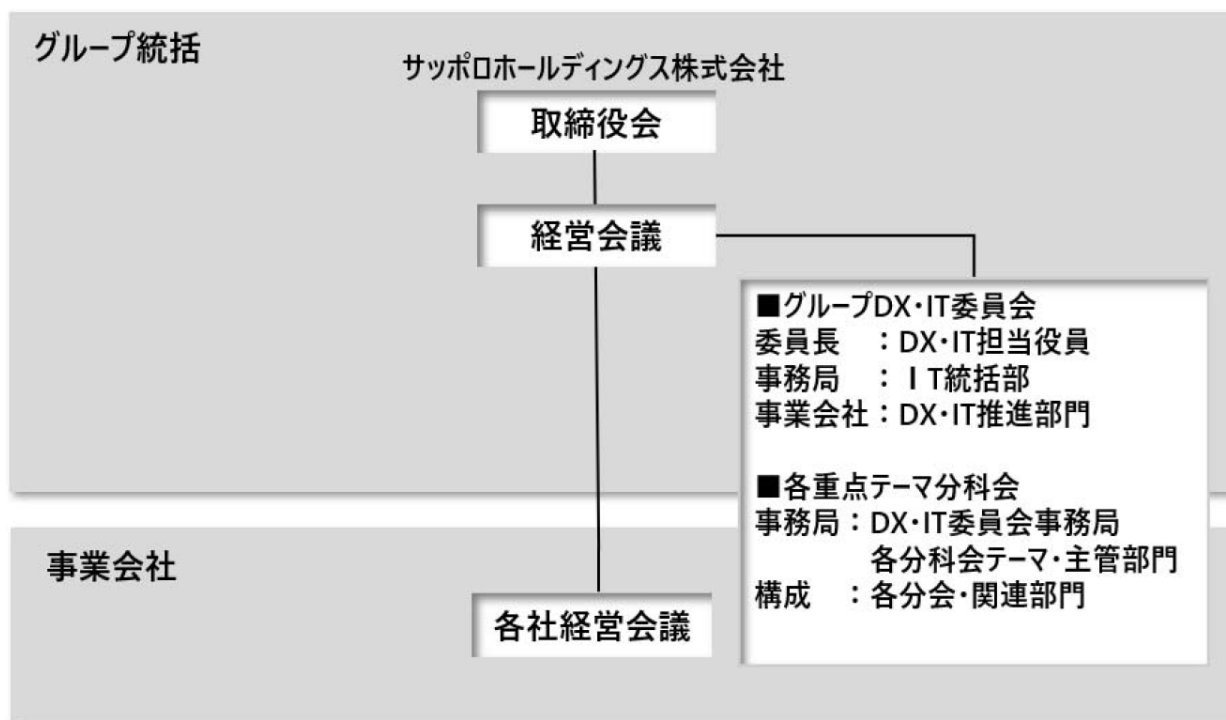 グループ統括
サッポロホールディングス株式会社
取締役会
経営会議
■グループDX・IT委員会
委員長　：DX・IT担当役員
事務局　：ＩT統括部
事業会社：DX・IT推進部門
■各重点テーマ分科会
事務局：DX・IT委員会事務局
各分科会テーマ・主管部門
構成　：各分会・関連部門
事業会社
各社経営会議